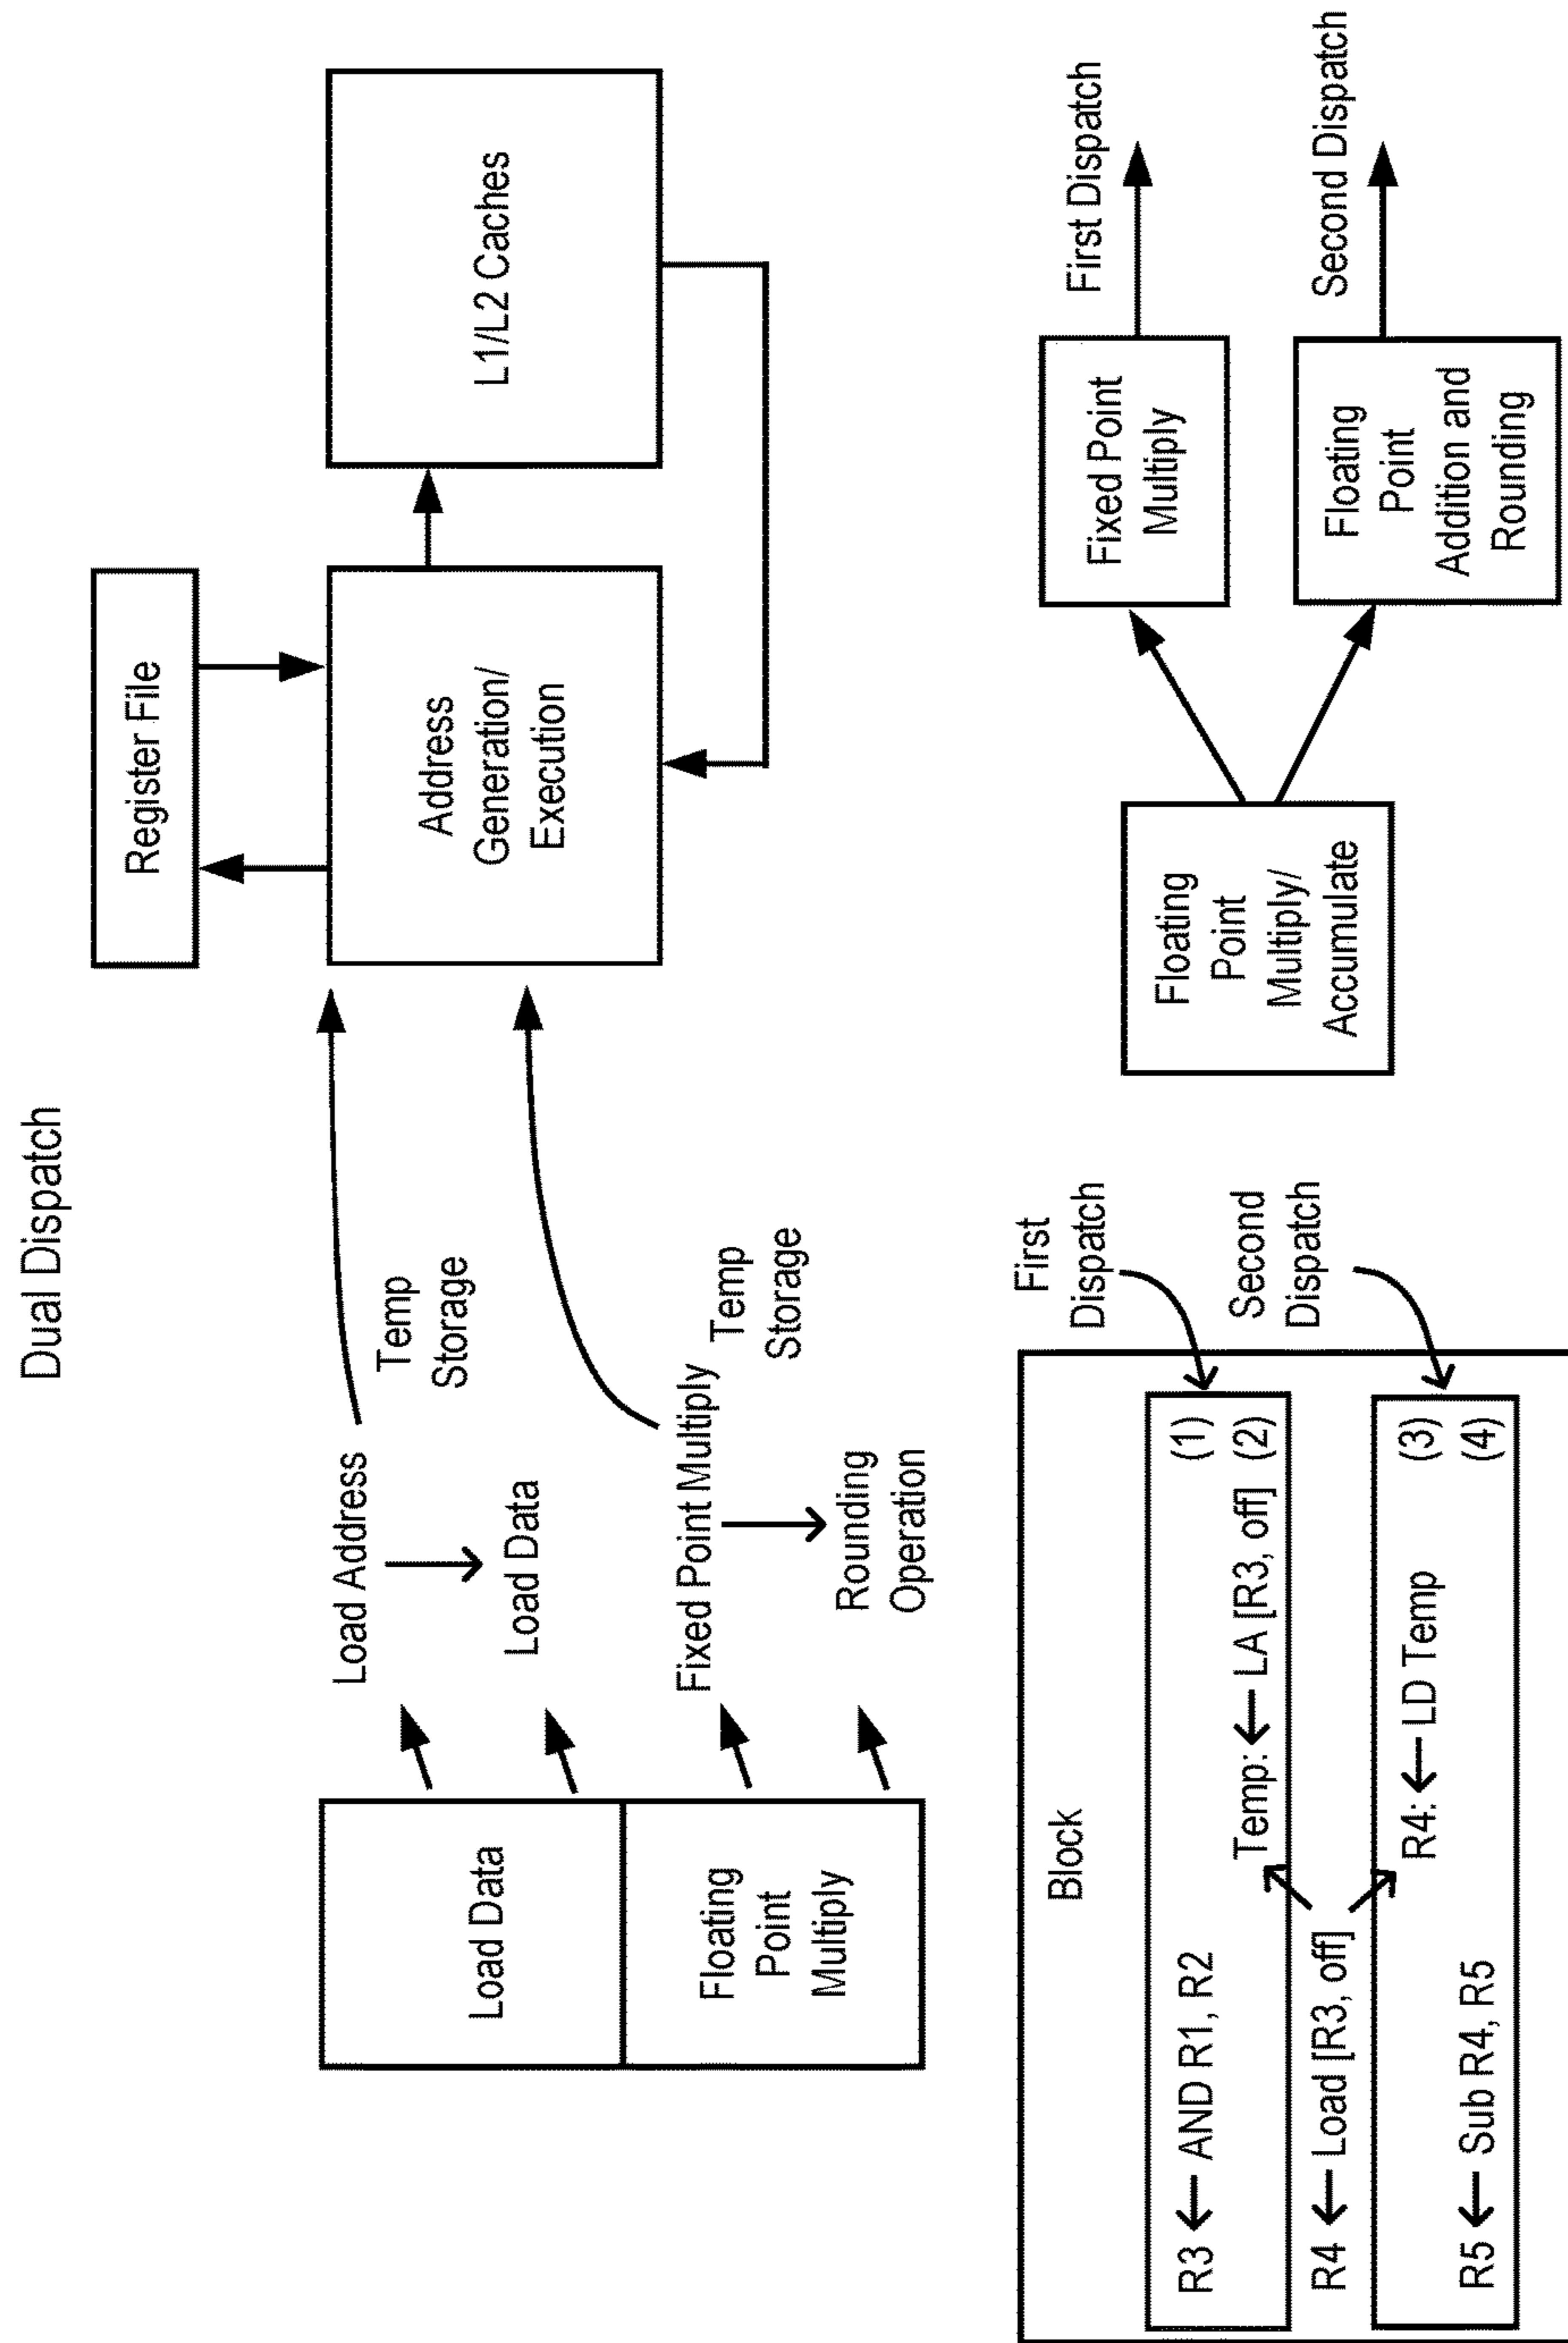 Dual Dispatch
Load Data
Floating
Point
Multiply
Load Address
Load Data
Fixed Point Multiply
Rounding
Operation
Temp
Storage
Temp
Storage
Register File
Address
Generation/
Execution
L1/L2 Caches
Block
R3 ← AND R1, R2 (1)
Temp: ← LA [R3, off] (2)
R4 ← Load [R3, off]
R4: ← LD Temp (3)
R5 ← Sub R4, R5 (4)
First
Dispatch
Second
Dispatch
Floating
Point
Multiply/
Accumulate
Fixed Point
Multiply
Floating
Point
Addition and
Rounding
First Dispatch
Second Dispatch